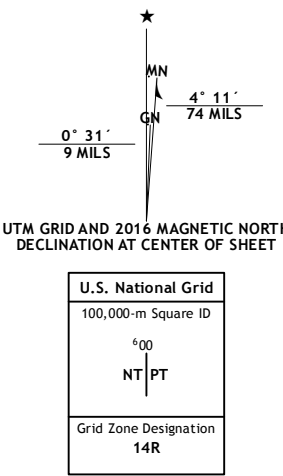 ★
MN
4° 11´
74 MILS
GN
0° 31´
9 MILS
UTM GRID AND 2016 MAGNETIC NORTH
DECLINATION AT CENTER OF SHEET
U.S. National Grid
100,000-m Square ID
⁶00
NT PT
Grid Zone Designation
14R